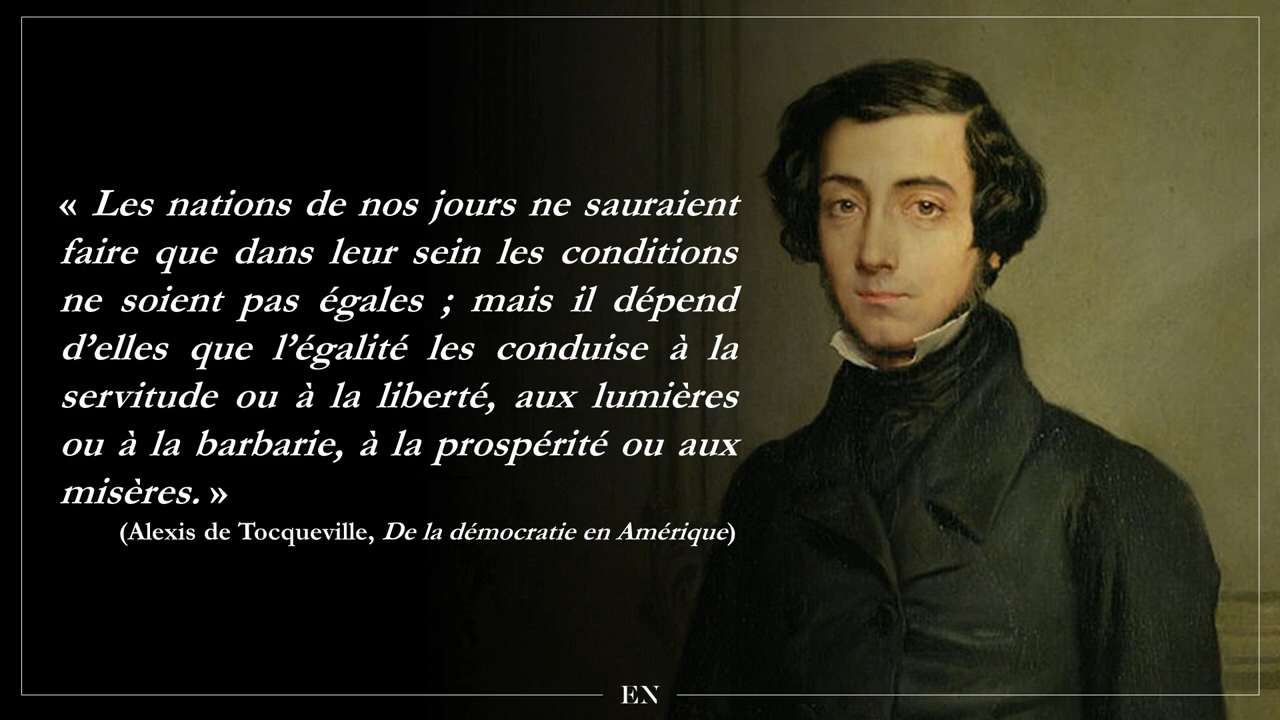 « Les nations de nos jours ne sauraient
faire que dans leur sein les conditions
ne soient pas égales ; mais il dépend
d’elles que l’égalité les conduise à la
servitude ou à la liberté, aux lumières
ou à la barbarie, à la prospérité ou aux
misères. »
(Alexis de Tocqueville, De la démocratie en Amérique)
EN